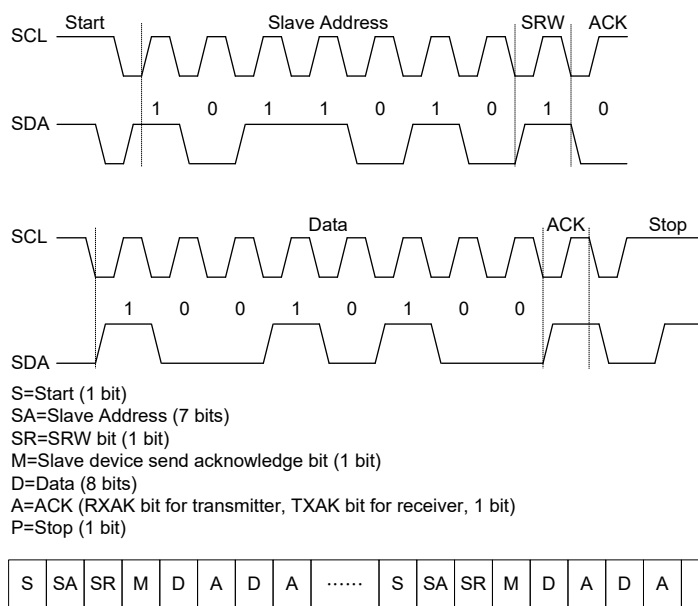 Start Slave Address SRW ACK
SCL
1 0 1 1 0 1 0 1 0
SDA
Data ACK Stop
SCL
1 0 0 1 0 1 0 0
SDA
S=Start (1 bit)
SA=Slave Address (7 bits)
SR=SRW bit (1 bit)
M=Slave device send acknowledge bit (1 bit)
D=Data (8 bits)
A=ACK (RXAK bit for transmitter, TXAK bit for receiver, 1 bit)
P=Stop (1 bit)
S SA SR M D A D A ...... S SA SR M D A D A